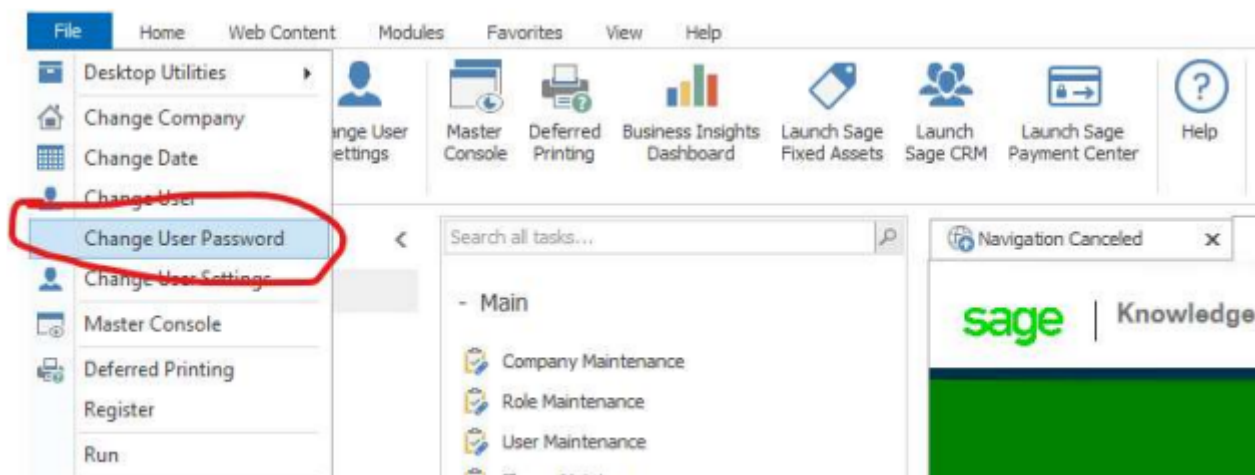 File Home Web Content Modules Favorites View Help
Desktop Utilities
Change Company
Change Date
Change User
Change User Password
Change User Settings
Master Console
Deferred Printing
Register
Run
ange User
ettings
Master
Console
Deferred
Printing
Business Insights
Dashboard
Launch Sage
Fixed Assets
Launch
Sage CRM
Launch Sage
Payment Center
Help
Search all tasks...
- Main
Company Maintenance
Role Maintenance
User Maintenance
Navigation Canceled
sage | Knowledge